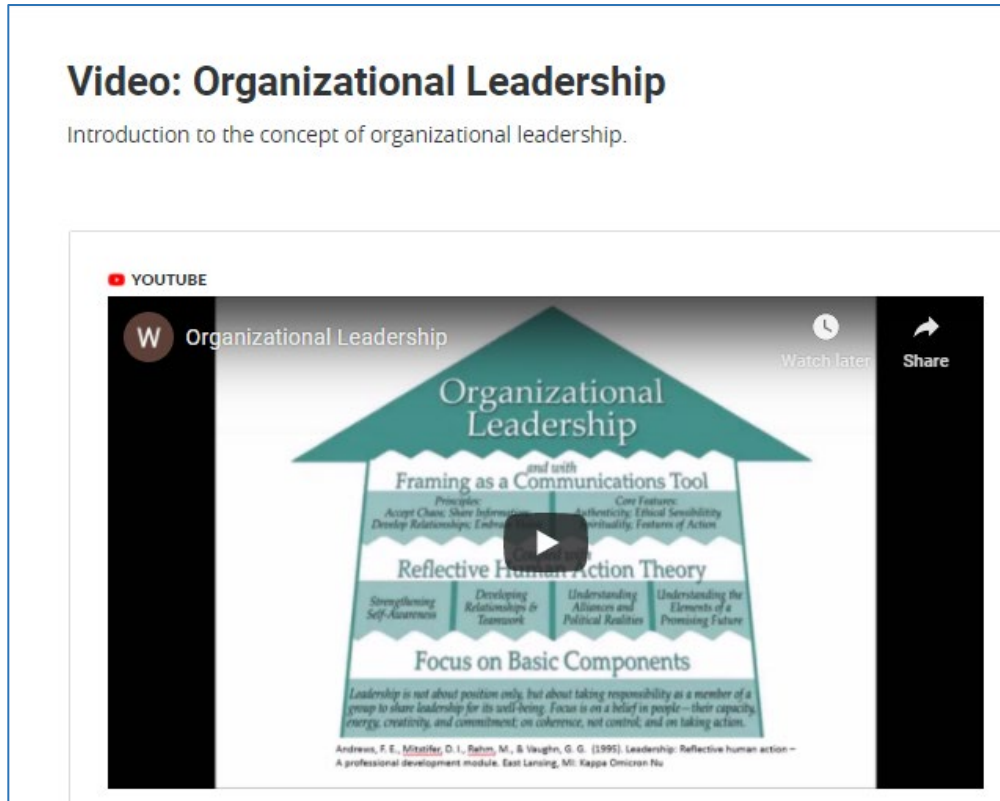 Video: Organizational Leadership
Introduction to the concept of organizational leadership.
YOUTUBE
W Organizational Leadership
Watch later
Share
Organizational
Leadership
and with
Framing as a Communications Tool
Principles: Core Features:
Accept Chaos; Share Information; Authenticity; Ethical Sensibility
Develop Relationships; Spirituality; Features of Action
Reflective Human Action Theory
Strengthening
Self-Awareness
Developing
Relationships &
Teamwork
Understanding
Alliances and
Political Realities
Understanding the
Elements of a
Promising Future
Focus on Basic Components
Leadership is not about position only, but about taking responsibility as a member of a
group to share leadership for its well-being. Focus is on a belief in people – their capacity,
energy, creativity, and commitment; on coherence, not control; and on taking action.
Andrews, F. E., Mitstifer, D. I., Rehm, M., & Vaughn, G. G. (1995). Leadership: Reflective human action –
A professional development module. East Lansing, MI: Kappa Omicron Nu